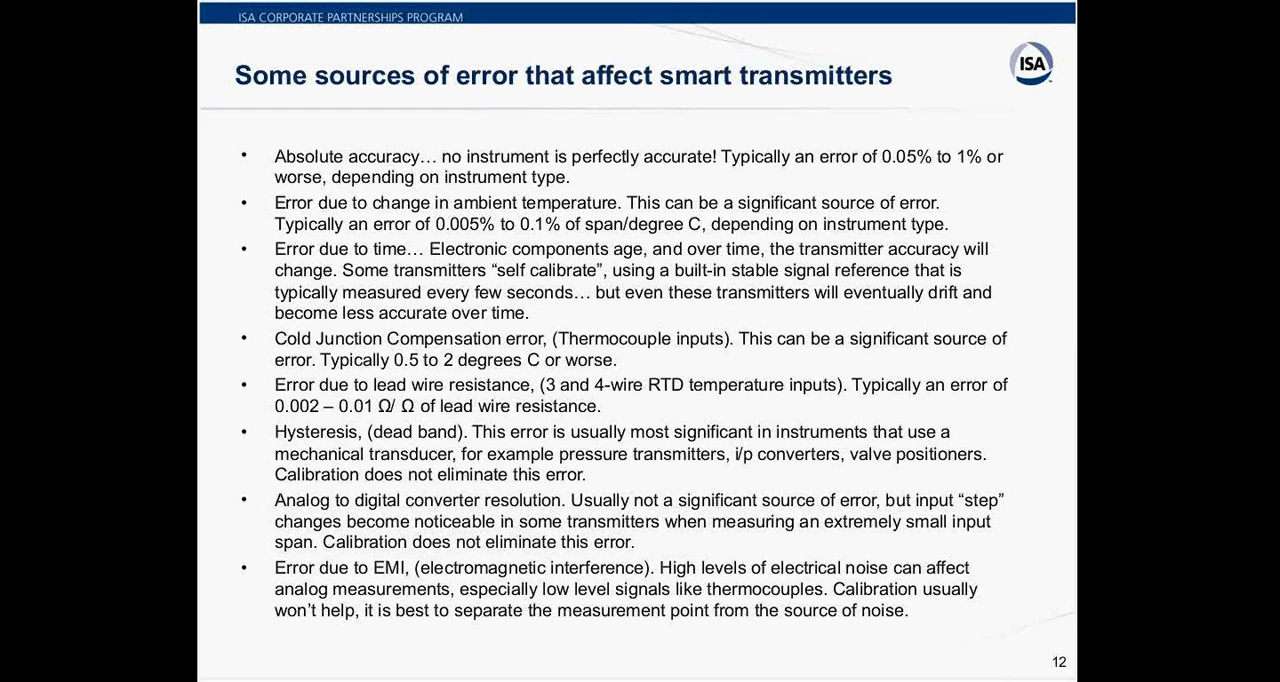 ISA CORPORATE PARTNERSHIPS PROGRAM
Some sources of error that affect smart transmitters
ISA
• Absolute accuracy… no instrument is perfectly accurate! Typically an error of 0.05% to 1% or
worse, depending on instrument type.
• Error due to change in ambient temperature. This can be a significant source of error.
Typically an error of 0.005% to 0.1% of span/degree C, depending on instrument type.
• Error due to time… Electronic components age, and over time, the transmitter accuracy will
change. Some transmitters “self calibrate”, using a built-in stable signal reference that is
typically measured every few seconds… but even these transmitters will eventually drift and
become less accurate over time.
• Cold Junction Compensation error, (Thermocouple inputs). This can be a significant source of
error. Typically 0.5 to 2 degrees C or worse.
• Error due to lead wire resistance, (3 and 4-wire RTD temperature inputs). Typically an error of
0.002 – 0.01 Ω/ Ω of lead wire resistance.
• Hysteresis, (dead band). This error is usually most significant in instruments that use a
mechanical transducer, for example pressure transmitters, i/p converters, valve positioners.
Calibration does not eliminate this error.
• Analog to digital converter resolution. Usually not a significant source of error, but input “step”
changes become noticeable in some transmitters when measuring an extremely small input
span. Calibration does not eliminate this error.
• Error due to EMI, (electromagnetic interference). High levels of electrical noise can affect
analog measurements, especially low level signals like thermocouples. Calibration usually
won’t help, it is best to separate the measurement point from the source of noise.
12